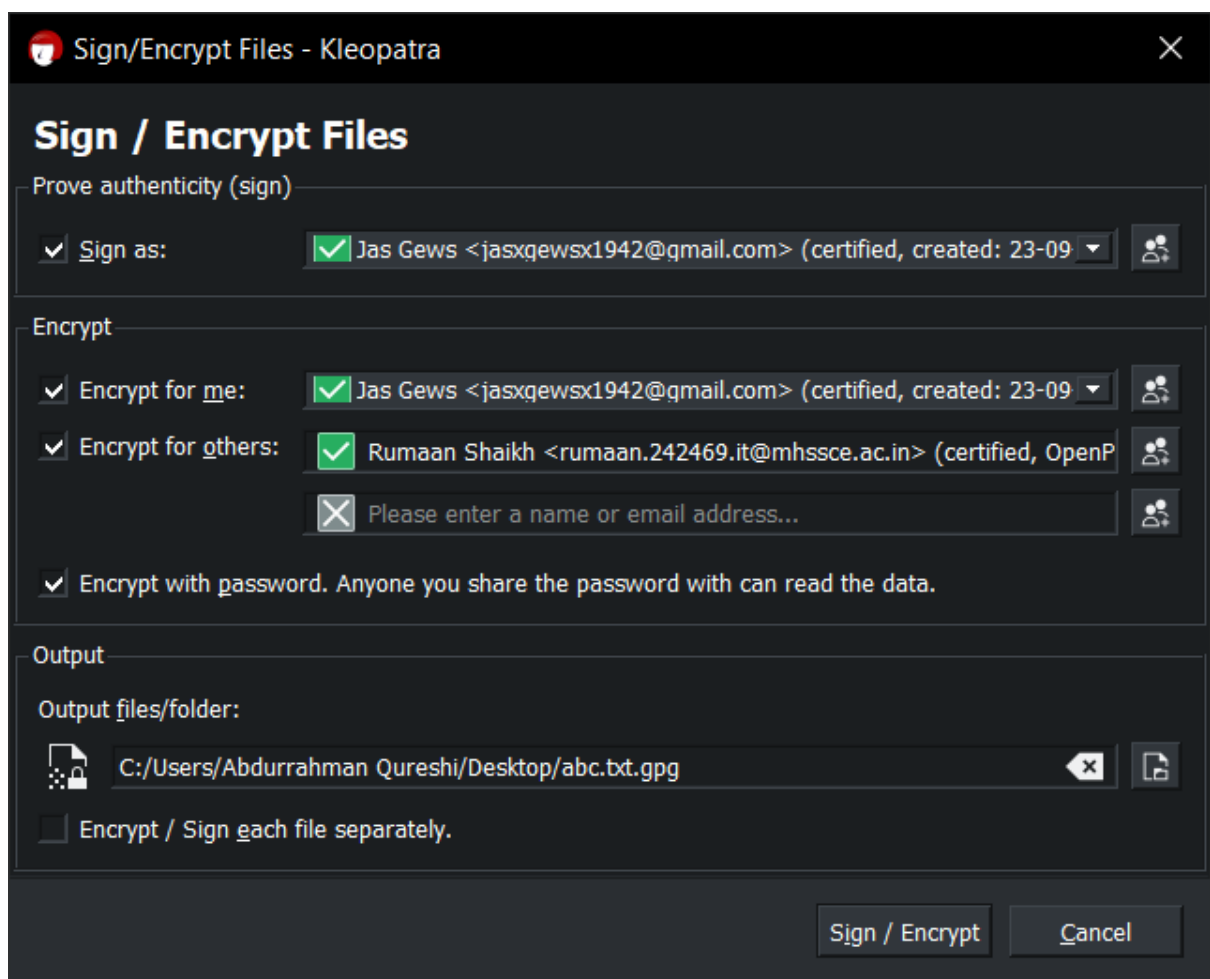 Sign/Encrypt Files - Kleopatra
Sign / Encrypt Files
Prove authenticity (sign)
Sign as: Jas Gews <jasxgewsx1942@gmail.com> (certified, created: 23-09
Encrypt
Encrypt for me: Jas Gews <jasxgewsx1942@gmail.com> (certified, created: 23-09
Encrypt for others: Rumaan Shaikh <rumaan.242469.it@mhssce.ac.in> (certified, OpenP
Please enter a name or email address...
Encrypt with password. Anyone you share the password with can read the data.
Output
Output files/folder:
C:/Users/Abdurrahman Qureshi/Desktop/abc.txt.gpg
Encrypt / Sign each file separately.
Sign / Encrypt Cancel